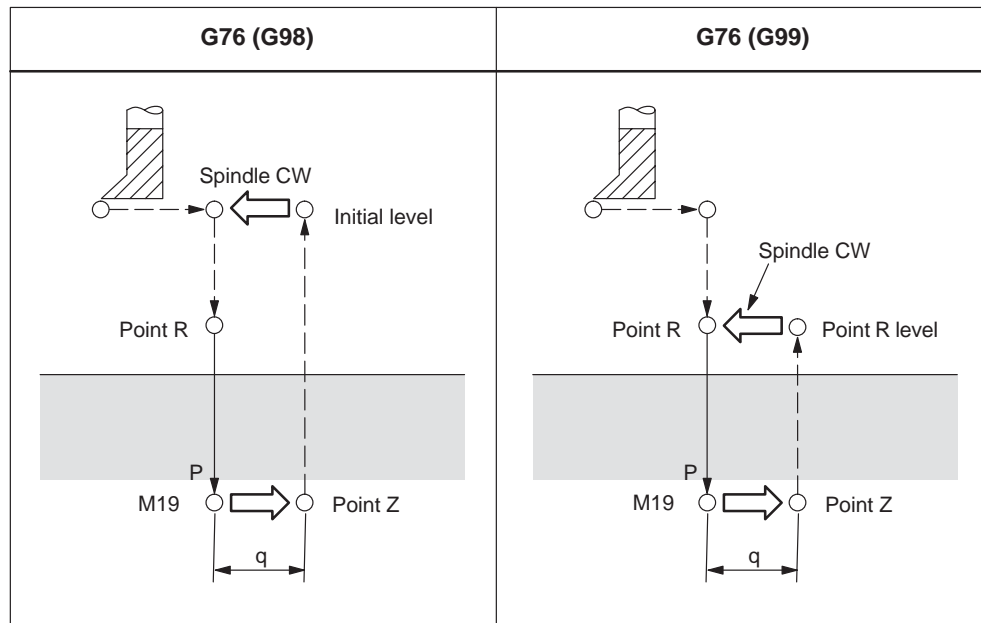 G76 (G98)
G76 (G99)
Spindle CW
Initial level
Point R
P
M19
Point Z
q
Spindle CW
Point R
Point R level
P
M19
Point Z
q